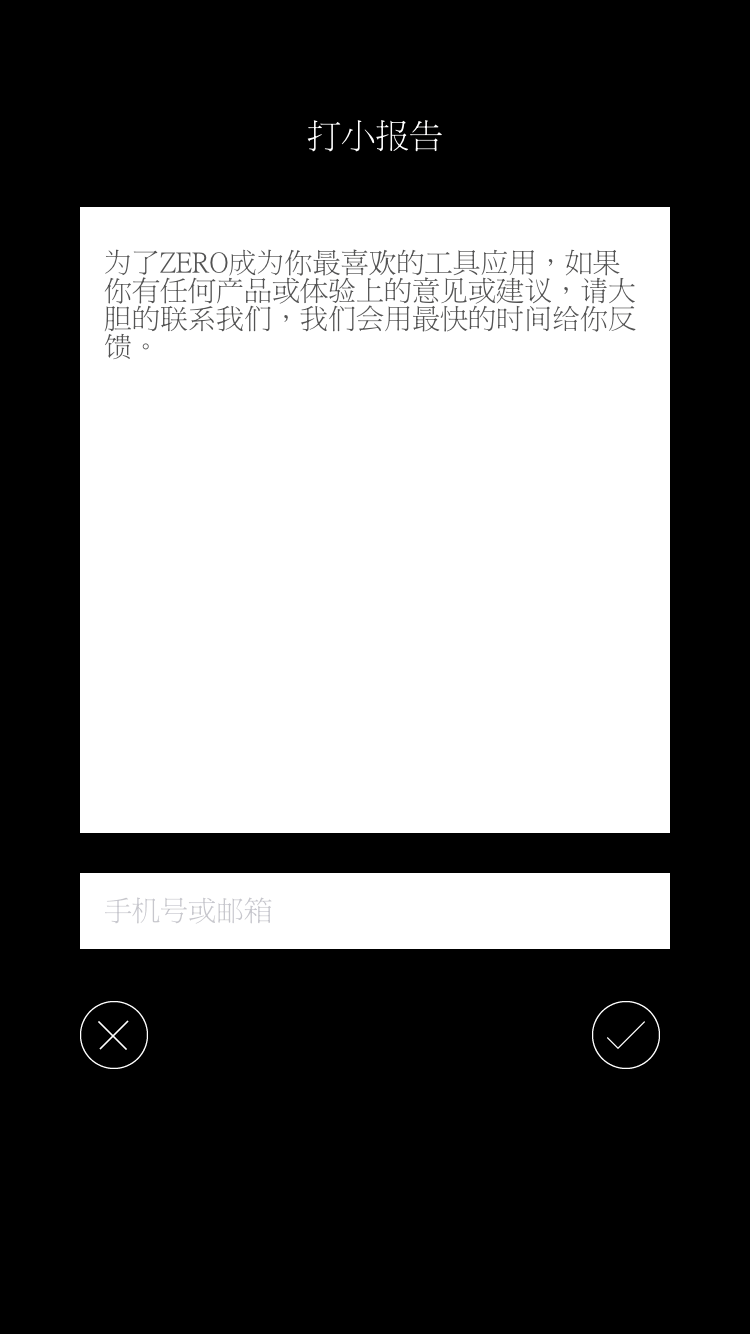 打小报告
为了ZERO成为你最喜欢的工具应用，如果
你有任何产品或体验上的意见或建议，请大
胆的联系我们，我们会用最快的时间给你反
馈。
手机号或邮箱